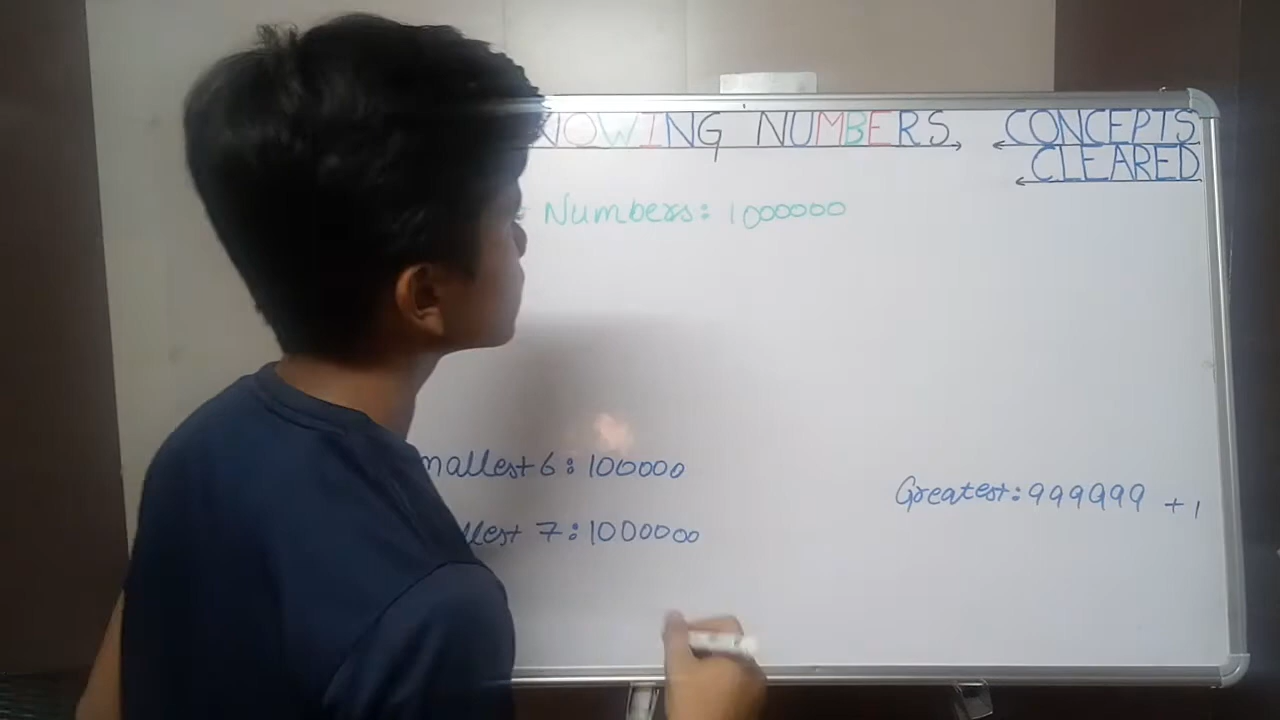 NOWING NUMBERS CONCEPTS
CLEARED
Numbers: 1000000
mallest 6: 100000
Greatest: 999999 +1
llest 7: 1000000